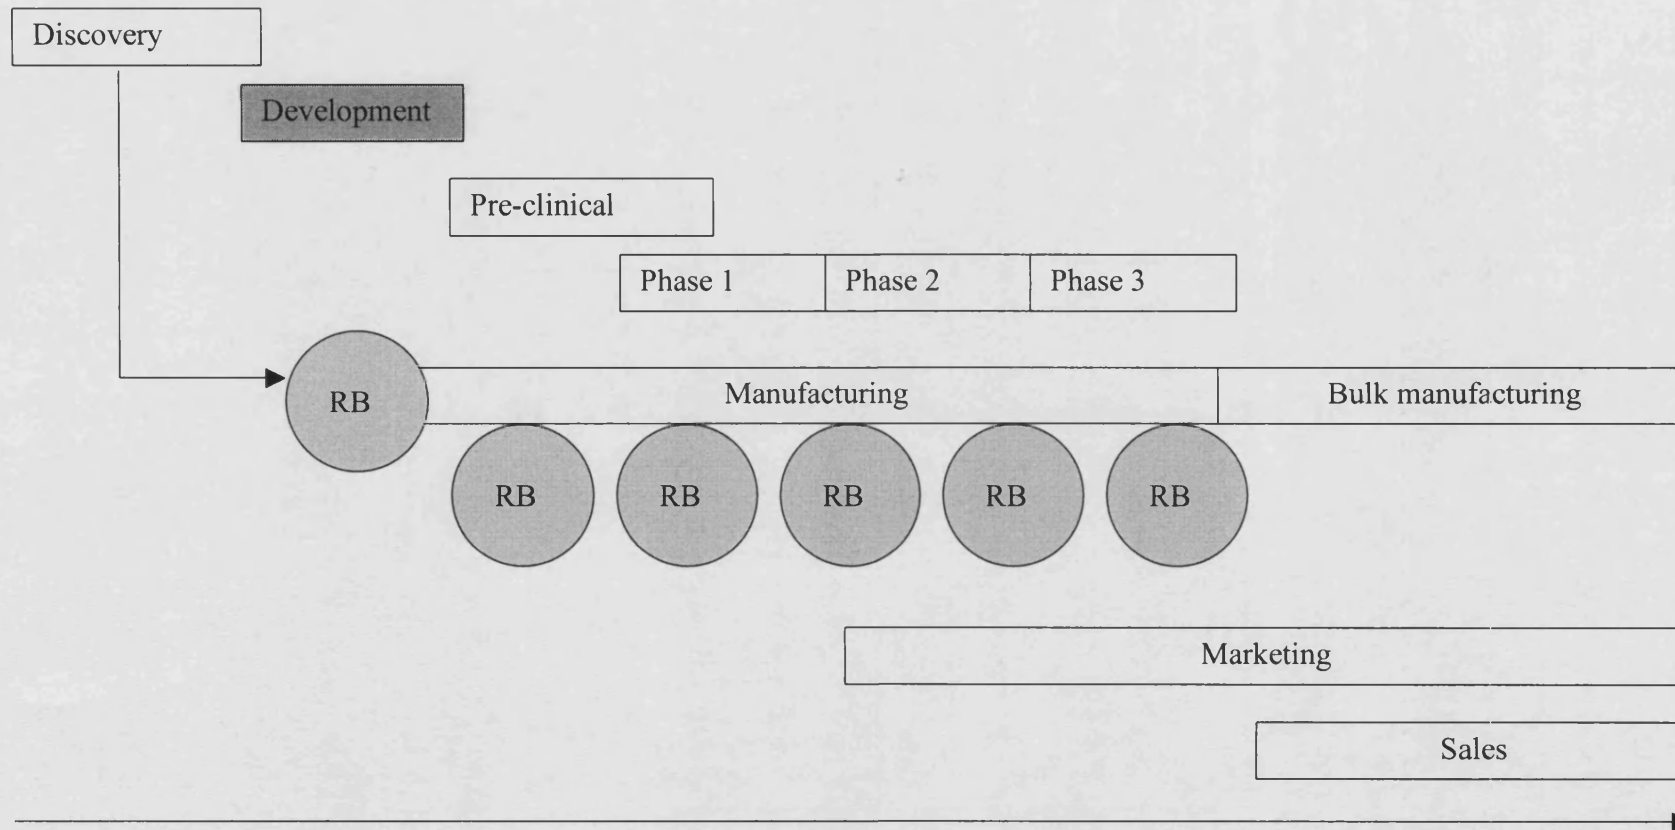 Discovery
Development
Pre-clinical
Phase 1
Phase 2
Phase 3
RB
Manufacturing
Bulk manufacturing
RB
RB
RB
RB
RB
Marketing
Sales